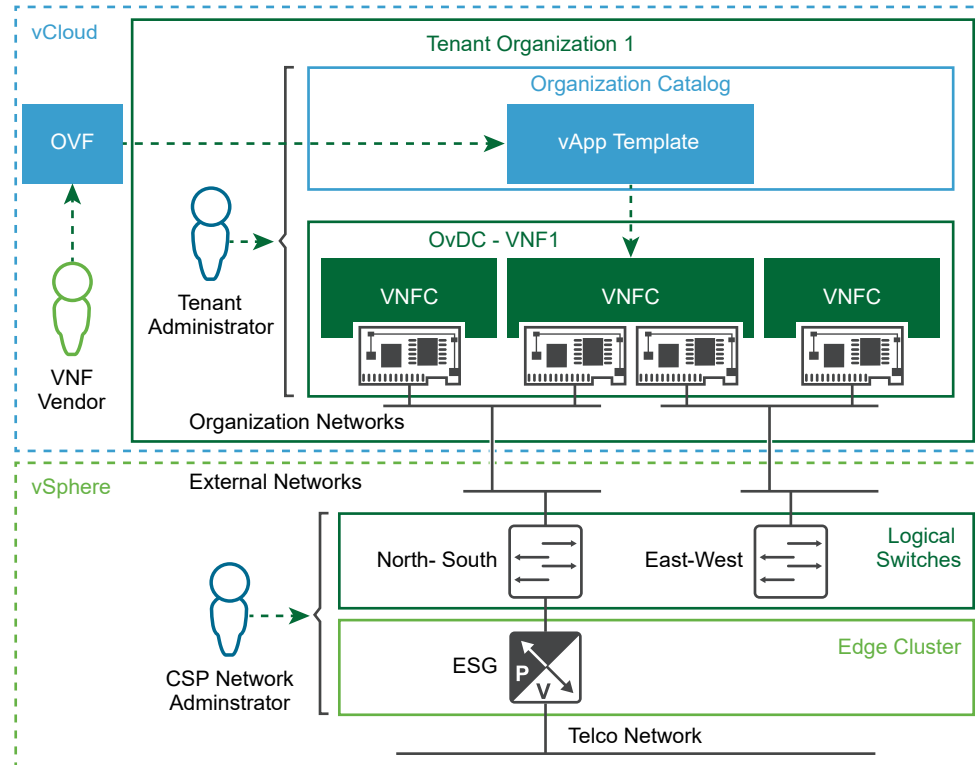 vCloud
Tenant Organization 1
Organization Catalog
OVF
vApp Template
OvDC - VNF1
VNFC
VNFC
VNFC
Tenant
Administrator
VNF
Vendor
Organization Networks
vSphere
External Networks
North- South
East-West
Logical
Switches
CSP Network
Adminstrator
ESG
P
V
Edge Cluster
Telco Network